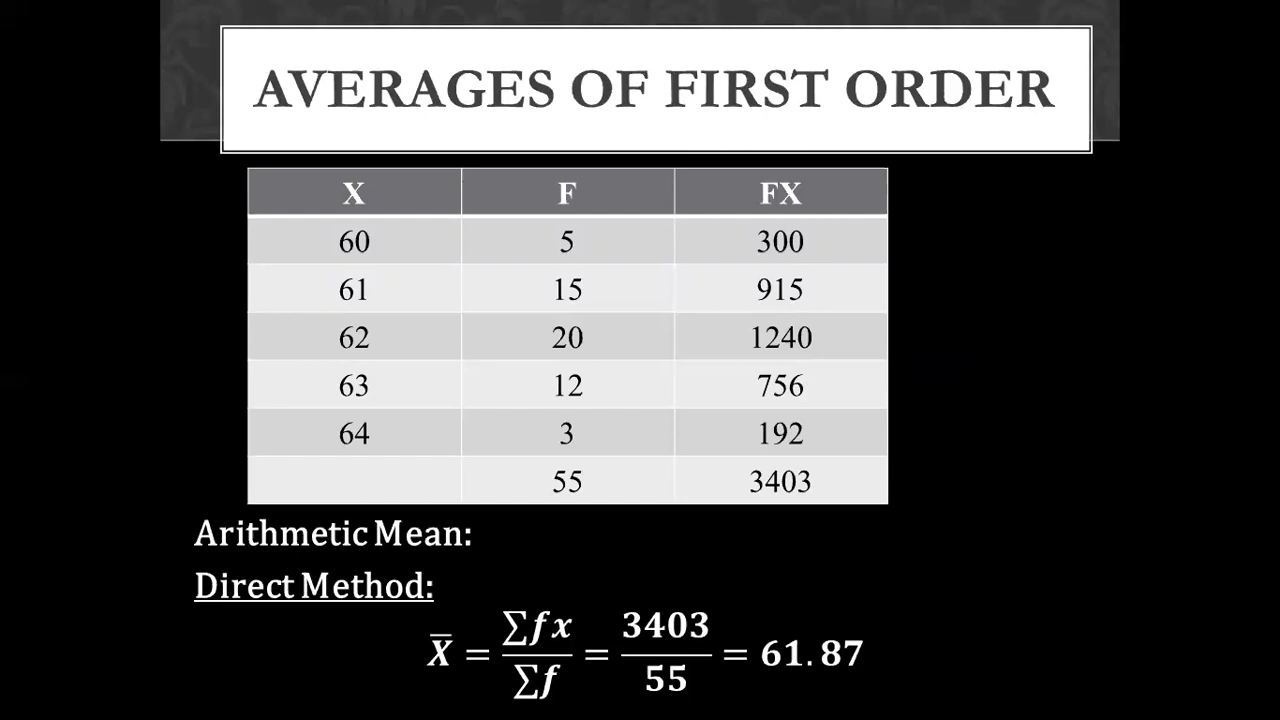 AVERAGES OF FIRST ORDER
X F FX
60 5 300
61 15 915
62 20 1240
63 12 756
64 3 192
55 3403
Arithmetic Mean:
Direct Method:
X̅ = ∑fx / ∑f = 3403 / 55 = 61.87